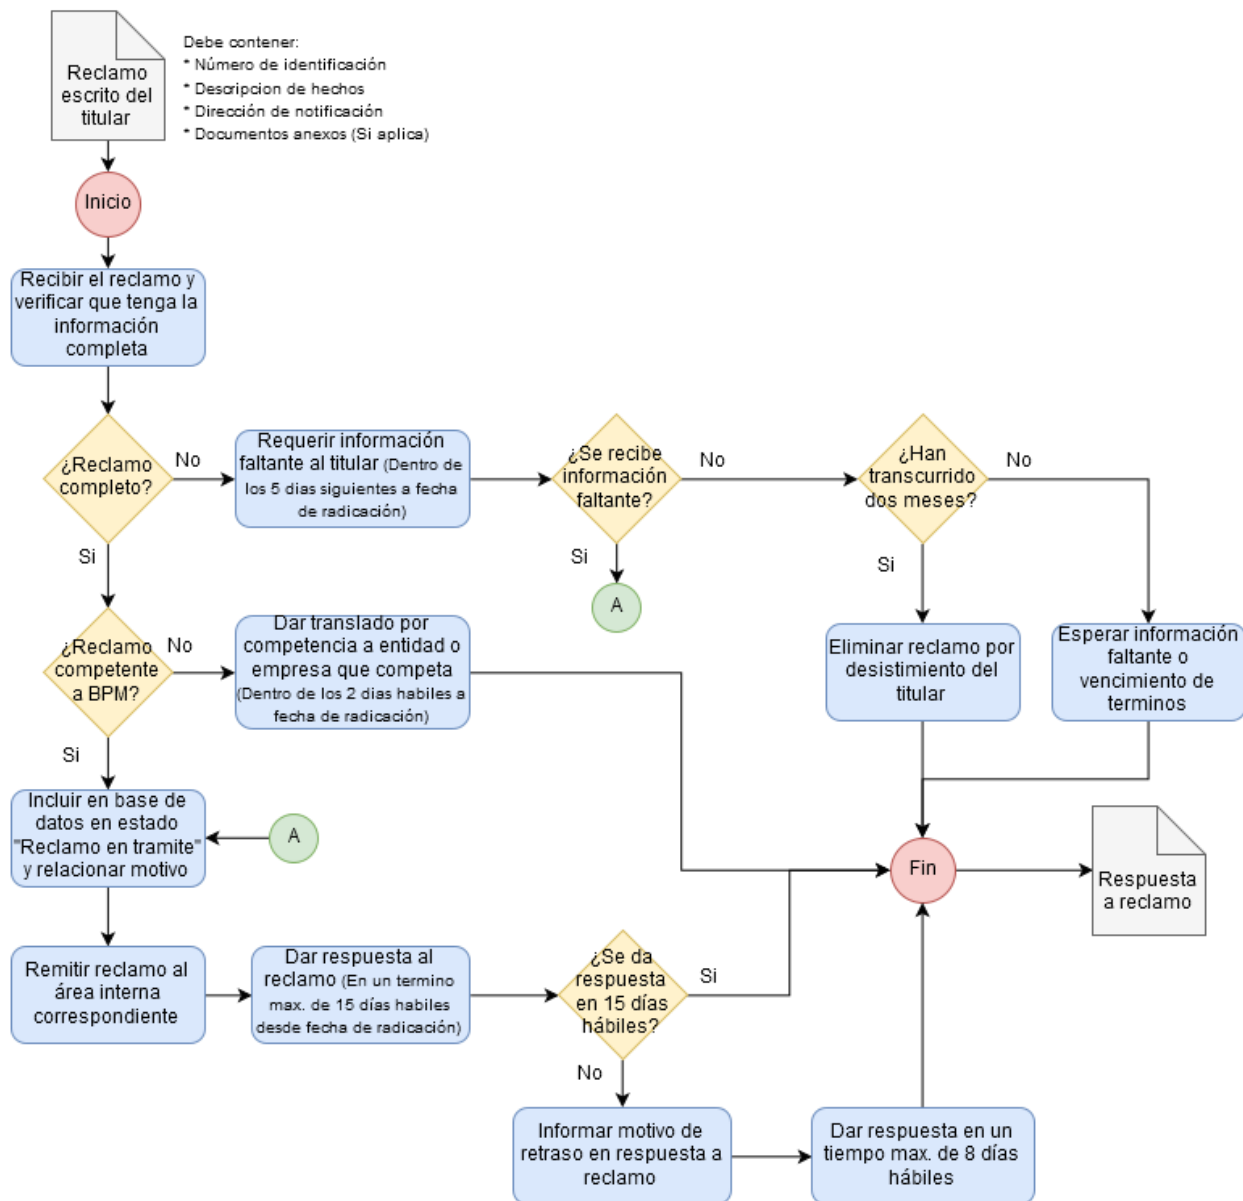 Reclamo
escrito del
titular
Debe contener:
* Número de identificación
* Descripcion de hechos
* Dirección de notificación
* Documentos anexos (Si aplica)
Inicio
Recibir el reclamo y
verificar que tenga la
información
completa
¿Reclamo
completo?
No
Requerir información
faltante al titular (Dentro de
los 5 dias siguientes a fecha
de radicación)
¿Se recibe
información
faltante?
No
¿Han
transcurrido
dos meses?
No
Si
Si
A
Si
¿Reclamo
competente
a BPM?
No
Dar translado por
competencia a entidad o
empresa que competa
(Dentro de los 2 dias habiles a
fecha de radicación)
Eliminar reclamo por
desistimiento del
titular
Esperar información
faltante o
vencimiento de
terminos
Si
Incluir en base de
datos en estado
"Reclamo en tramite"
y relacionar motivo
A
Fin
Respuesta
a reclamo
Remitir reclamo al
área interna
correspondiente
Dar respuesta al
reclamo (En un termino
max. de 15 días habiles
desde fecha de radicación)
¿Se da
respuesta
en 15 días
hábiles?
Si
No
Informar motivo de
retraso en respuesta a
reclamo
Dar respuesta en un
tiempo max. de 8 días
hábiles